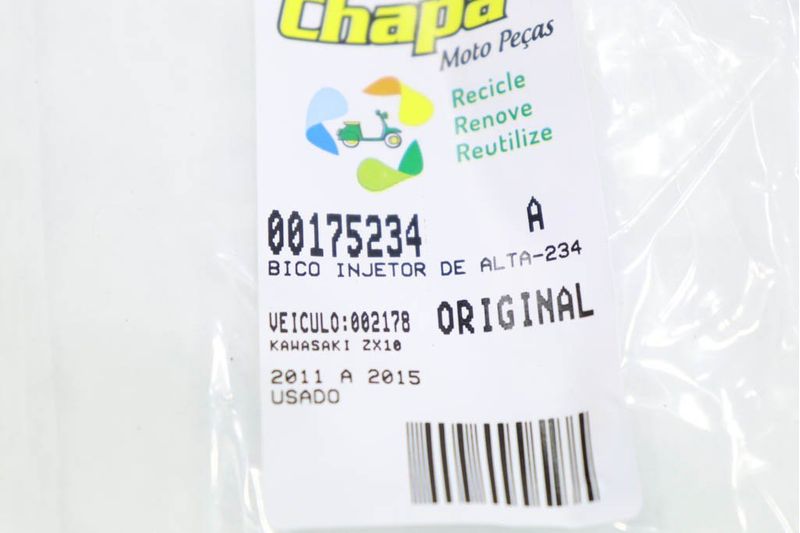 Chapa
Moto Peças
Recicle
Renove
Reutilize
00175234 A
BICO INJETOR DE ALTA-234
VEICULO:002178 ORIGINAL
KAWASAKI ZX10
2011 A 2015
USADO